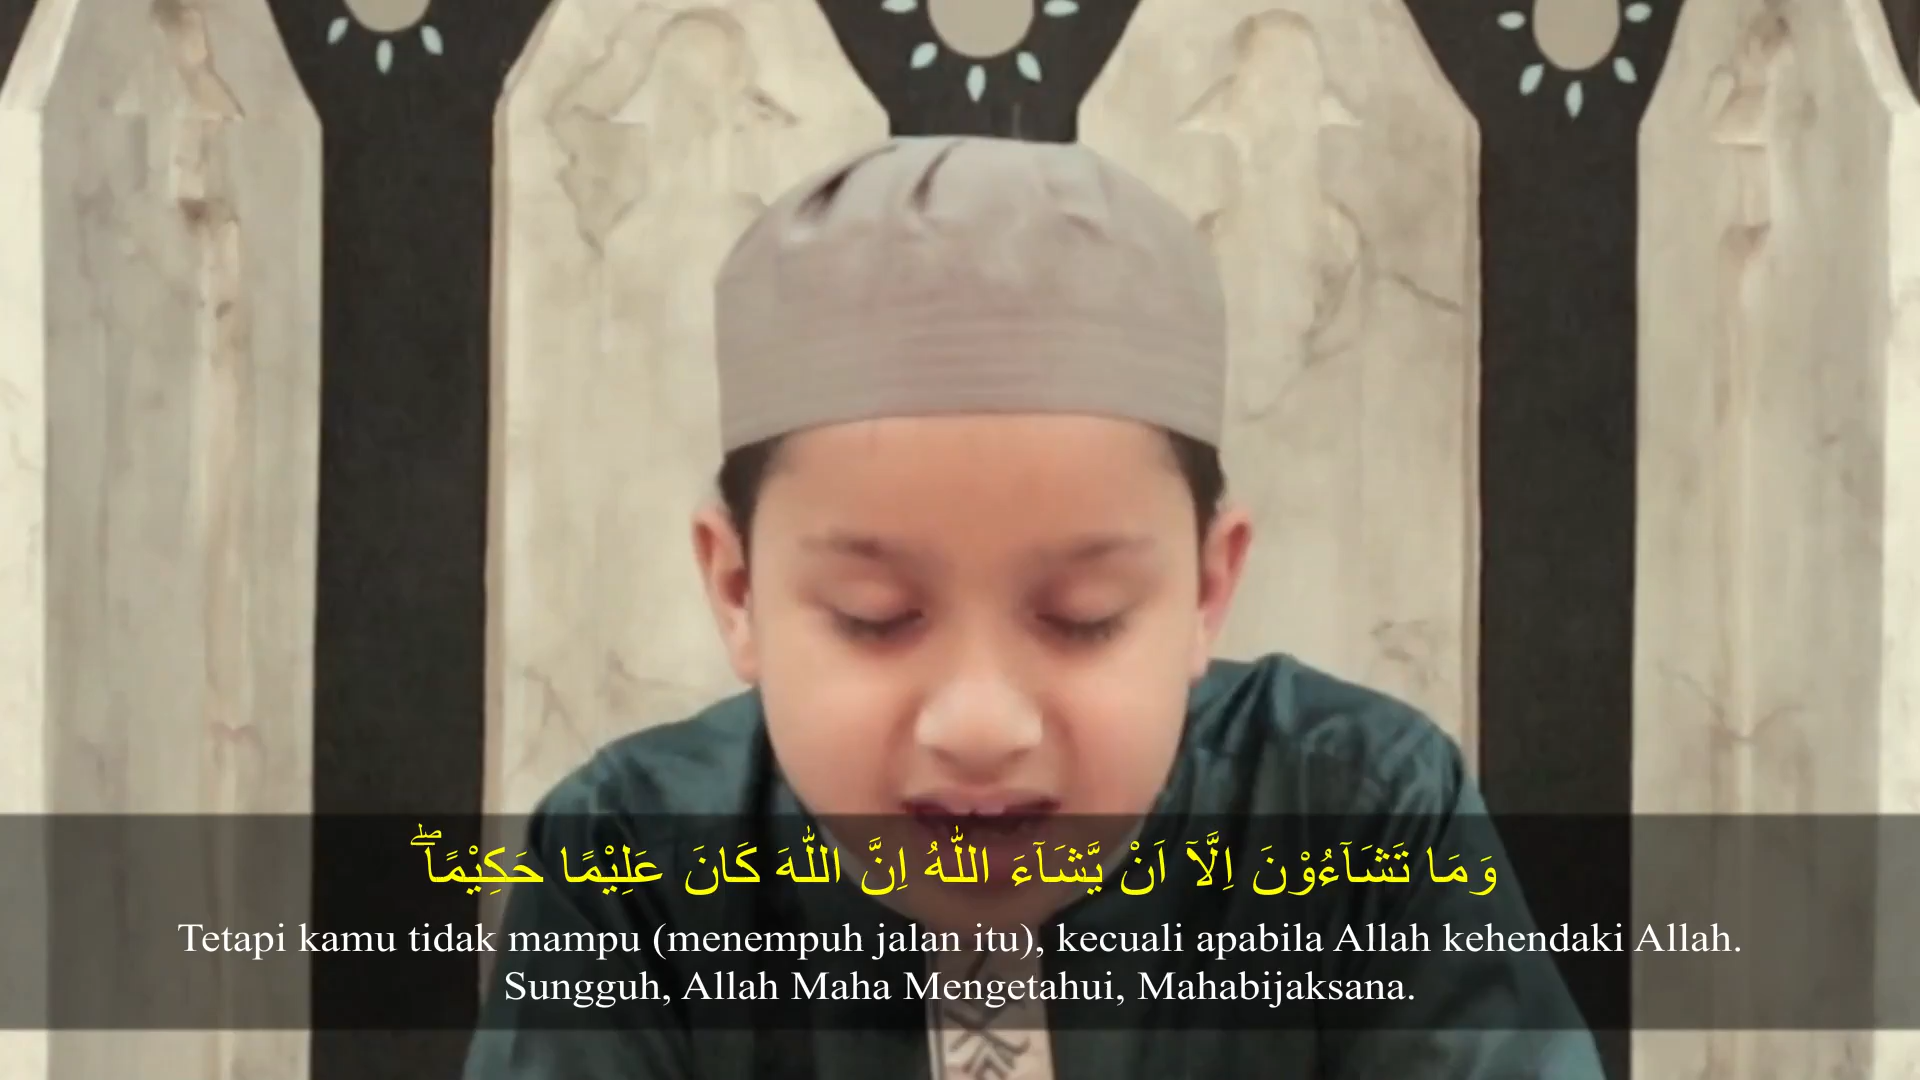 وَمَا تَشَآءُوْنَ اِلَّآ اَنْ يَّشَآءَ اللّٰهُ اِنَّ اللّٰهَ كَانَ عَلِيْمًا حَكِيْمًاۖ
Tetapi kamu tidak mampu (menempuh jalan itu), kecuali apabila Allah kehendaki Allah.
Sungguh, Allah Maha Mengetahui, Mahabijaksana.